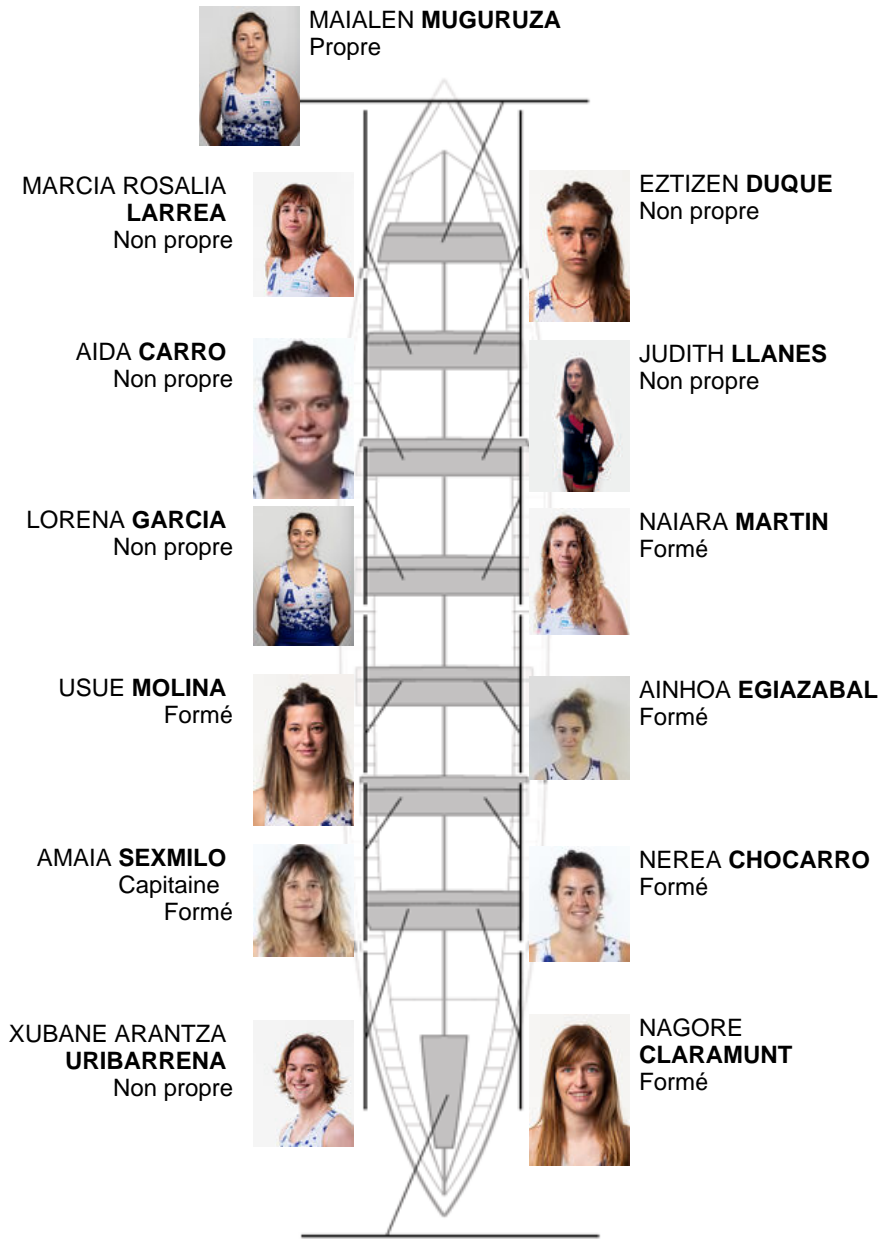 MAIALEN MUGURUZA
Propre
MARCIA ROSALIA
LARREA
Non propre
EZTIZEN DUQUE
Non propre
AIDA CARRO
Non propre
JUDITH LLANES
Non propre
LORENA GARCIA
Non propre
NAIARA MARTIN
Formé
USUE MOLINA
Formé
AINHOA EGIAZABAL
Formé
AMAIA SEXMILO
Capitaine
Formé
NEREA CHOCARRO
Formé
XUBANE ARANTZA
URIBARRENA
Non propre
NAGORE
CLARAMUNT
Formé